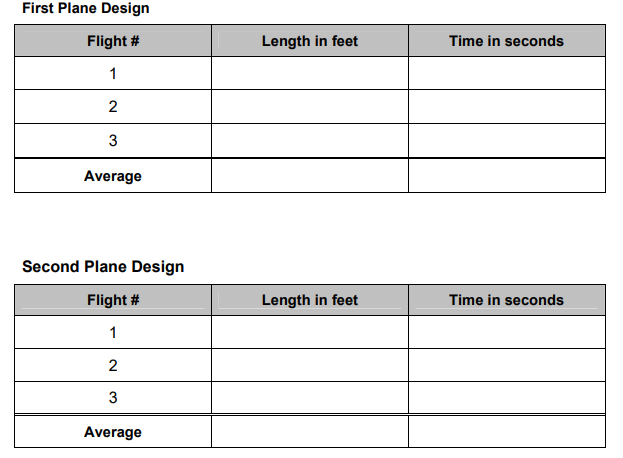 First Plane Design
Flight # Length in feet Time in seconds
1
2
3
Average
Second Plane Design
Flight # Length in feet Time in seconds
1
2
3
Average